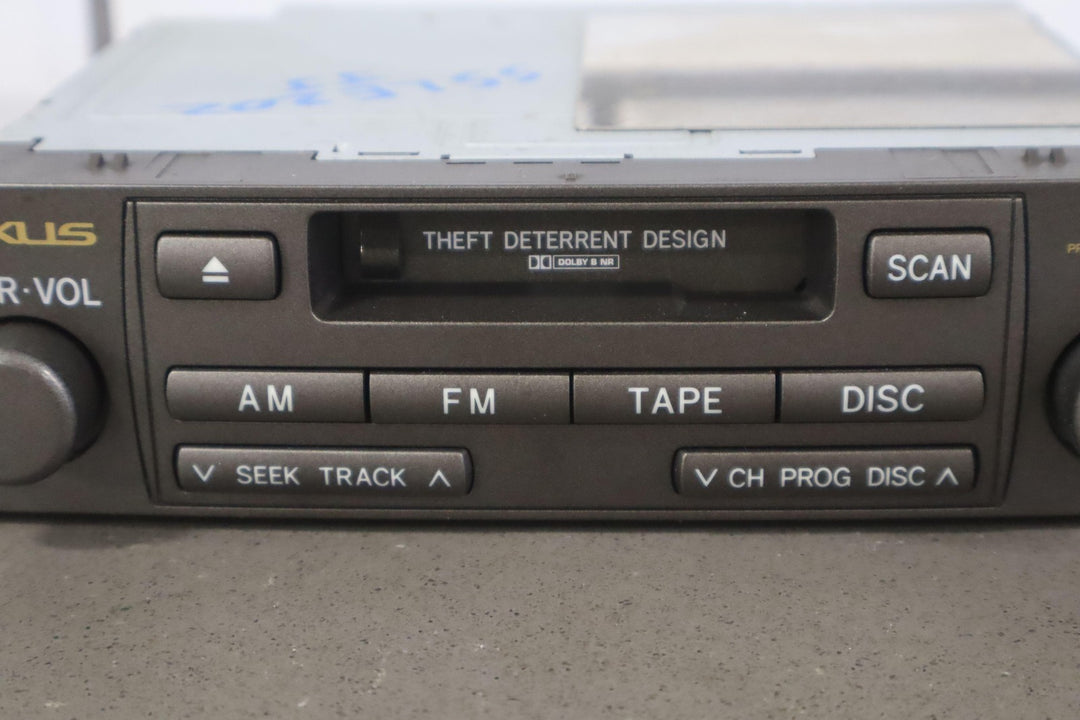 THEFT DETERRENT DESIGN
DOLBY B NR
XUS
R·VOL
SCAN
AM FM TAPE DISC
SEEK TRACK
CH PROG DISC